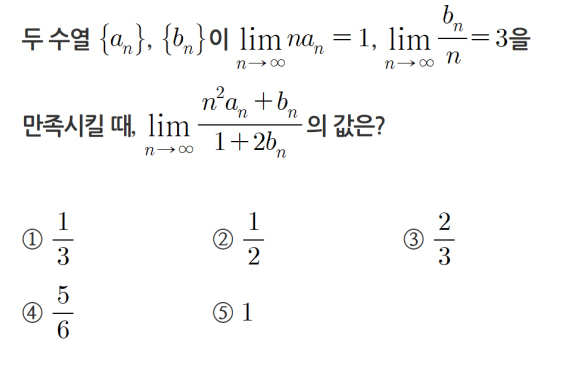 두 수열 {aₙ}, {bₙ}이 lim_{n→∞} naₙ = 1, lim_{n→∞} bₙ/n = 3을
만족시킬 때, lim_{n→∞} (n²aₙ+bₙ)/(1+2bₙ) 의 값은?
① 1/3 ② 1/2 ③ 2/3
④ 5/6 ⑤ 1